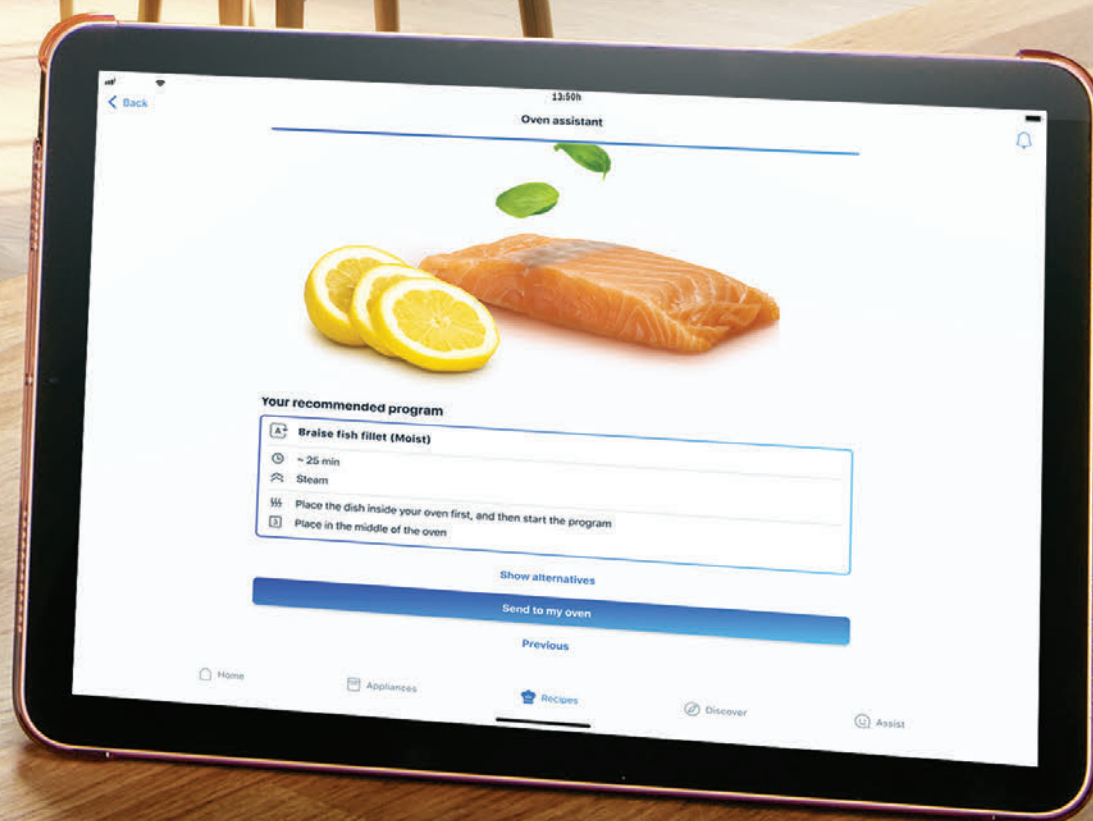 13:50h
Back
Oven assistant
Your recommended program
A+ Braise fish fillet (Moist)
~ 25 min
Steam
Place the dish inside your oven first, and then start the program
3 Place in the middle of the oven
Show alternatives
Send to my oven
Previous
Home Appliances Recipes Discover Assist